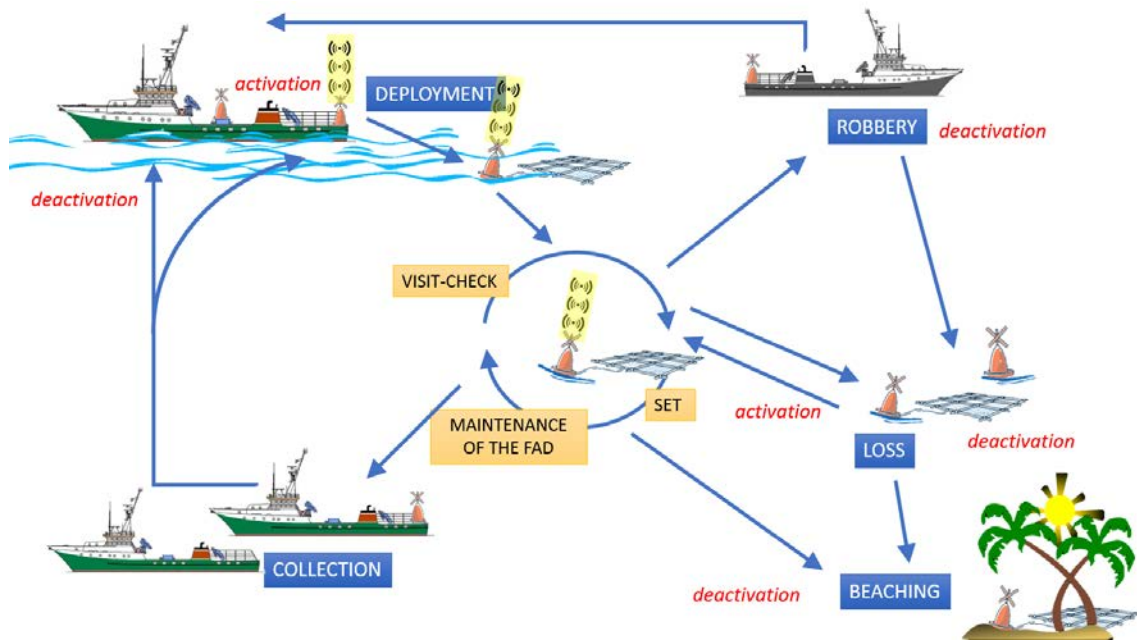 activation
DEPLOYMENT
ROBBERY
deactivation
deactivation
VISIT-CHECK
SET
MAINTENANCE
OF THE FAD
activation
LOSS
deactivation
COLLECTION
deactivation
BEACHING